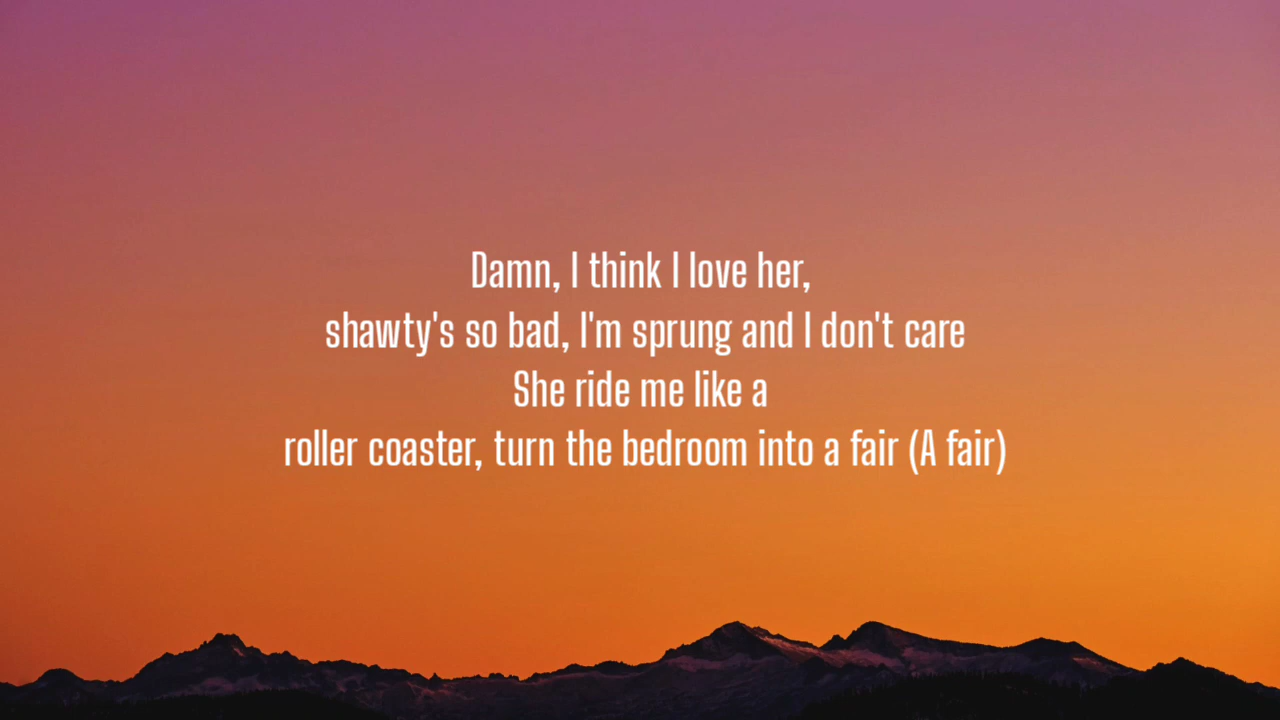 Damn, I think I love her,
shawty's so bad, I'm sprung and I don't care
She ride me like a
roller coaster, turn the bedroom into a fair (A fair)